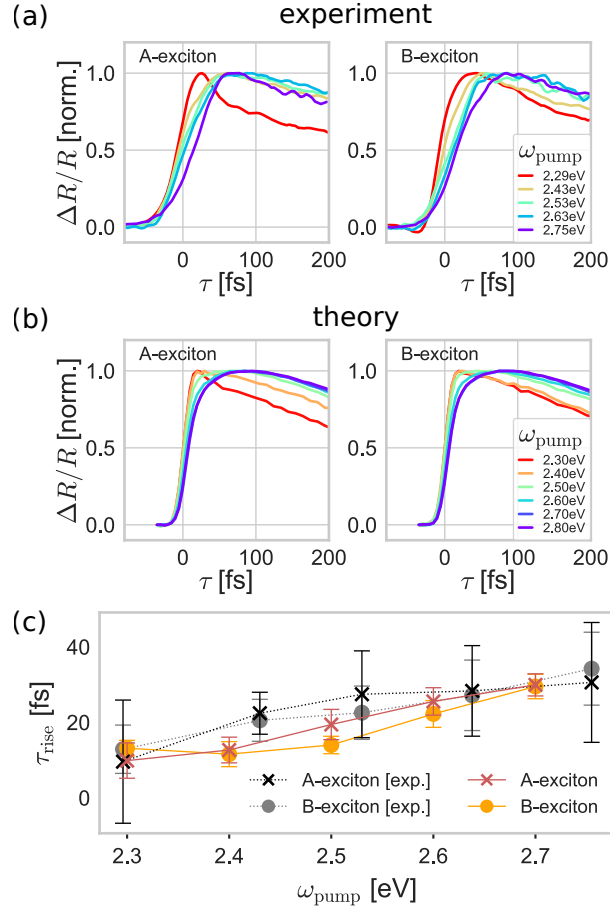 (a) experiment
A-exciton B-exciton
ΔR/R [norm.]
1.0 1.0
0.5 0.5
0.0 0.0
ω_pump
2.29eV
2.43eV
2.53eV
2.63eV
2.75eV
0 100 200 0 100 200
τ [fs] τ [fs]
(b) theory
A-exciton B-exciton
ΔR/R [norm.]
1.0 1.0
0.5 0.5
0.0 0.0
ω_pump
2.30eV
2.40eV
2.50eV
2.60eV
2.70eV
2.80eV
0 100 200 0 100 200
τ [fs] τ [fs]
(c)
τ_rise [fs]
40
20
0
A-exciton [exp.] A-exciton
B-exciton [exp.] B-exciton
2.3 2.4 2.5 2.6 2.7
ω_pump [eV]